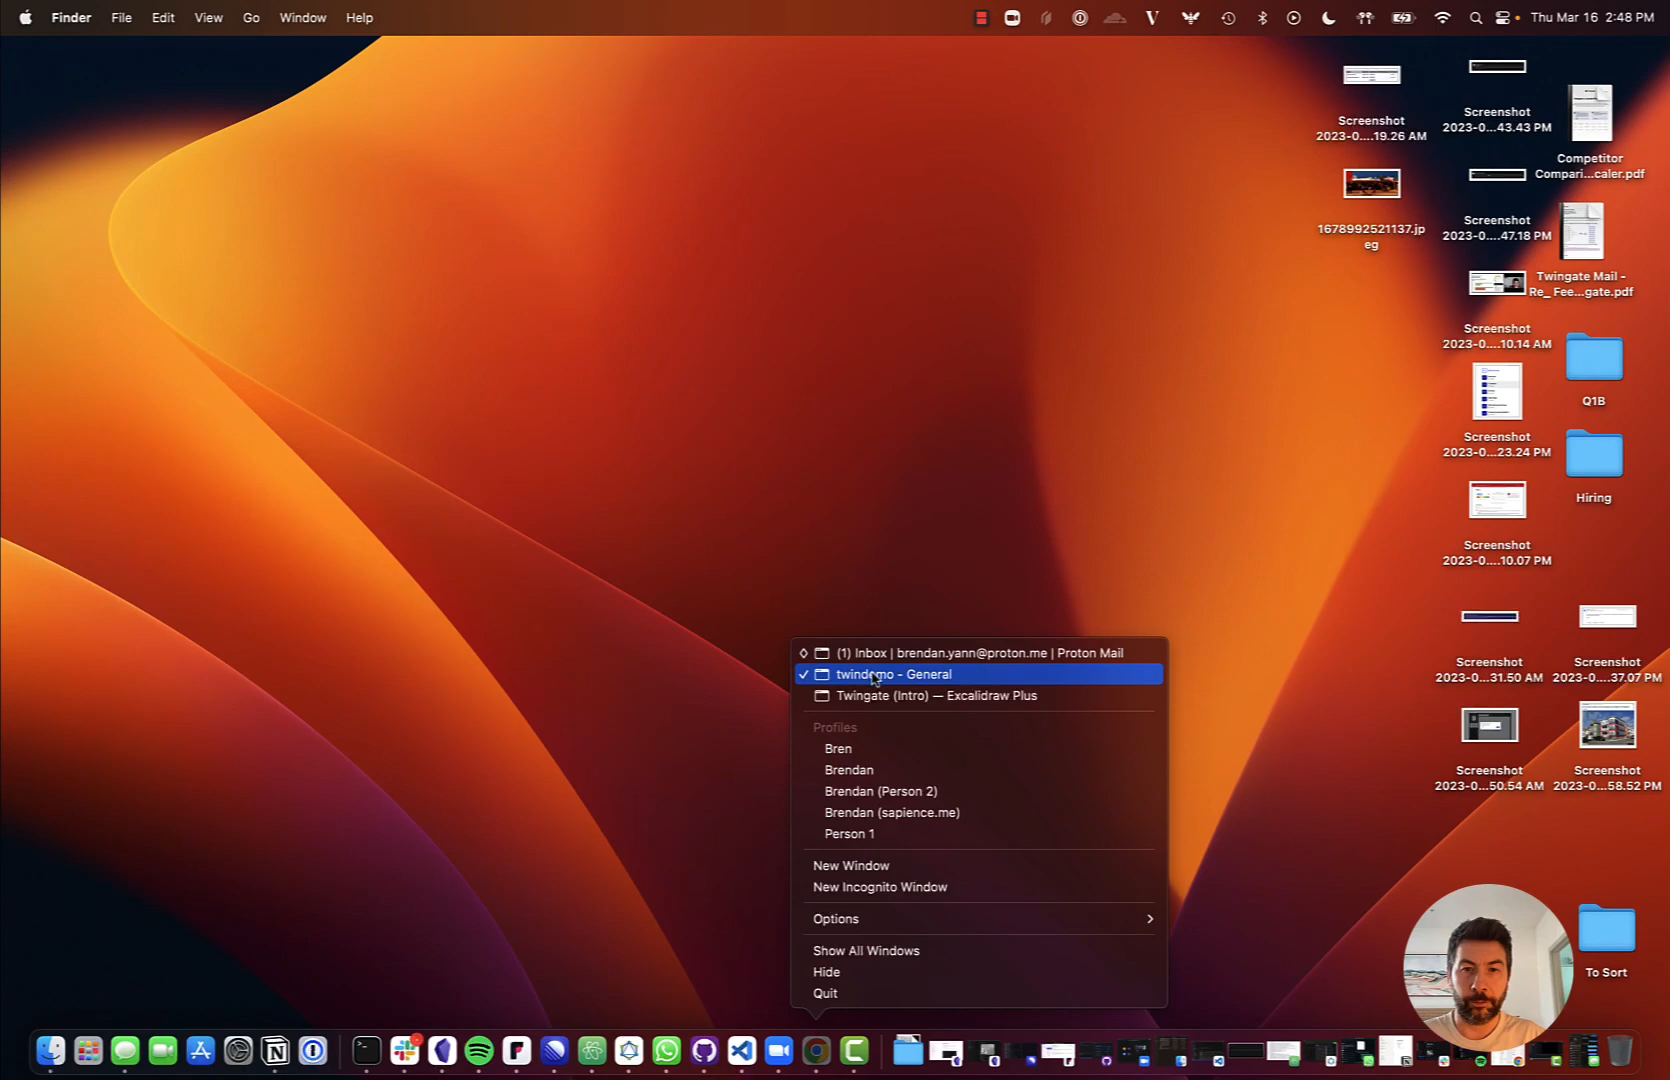 Finder File Edit View Go Window Help
Thu Mar 16 2:48 PM
Screenshot
2023-0....19.26 AM
Screenshot
2023-0....43.43 PM
Competitor
Compari...caler.pdf
1678992521137.jp
eg
Screenshot
2023-0....47.18 PM
Twingate Mail -
Re_ Fee...gate.pdf
Screenshot
2023-0....10.14 AM
Q1B
Screenshot
2023-0...23.24 PM
Hiring
Screenshot
2023-0....10.07 PM
Screenshot
2023-0...31.50 AM
Screenshot
2023-0...37.07 PM
Screenshot
2023-0...50.54 AM
Screenshot
2023-0...58.52 PM
To Sort
(1) Inbox | brendan.yann@proton.me | Proton Mail
twindemo - General
Twingate (Intro) — Excalidraw Plus
Profiles
Bren
Brendan
Brendan (Person 2)
Brendan (sapience.me)
Person 1
New Window
New Incognito Window
Options
Show All Windows
Hide
Quit